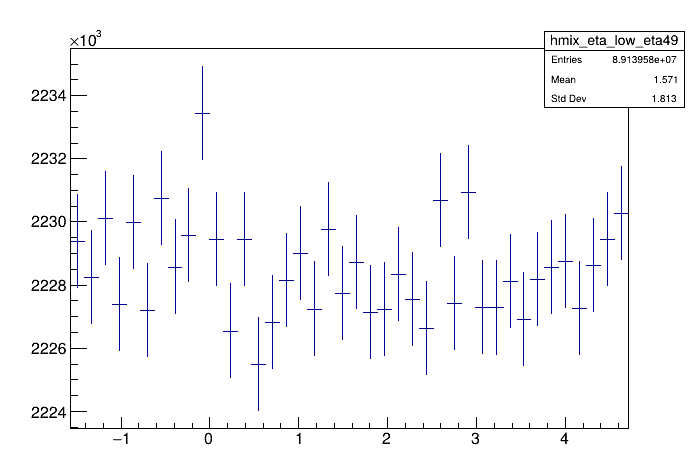 ×10³
hmix_eta_low_eta49
Entries 8.913958e+07
Mean 1.571
Std Dev 1.813
2234
2232
2230
2228
2226
2224
−1 0 1 2 3 4